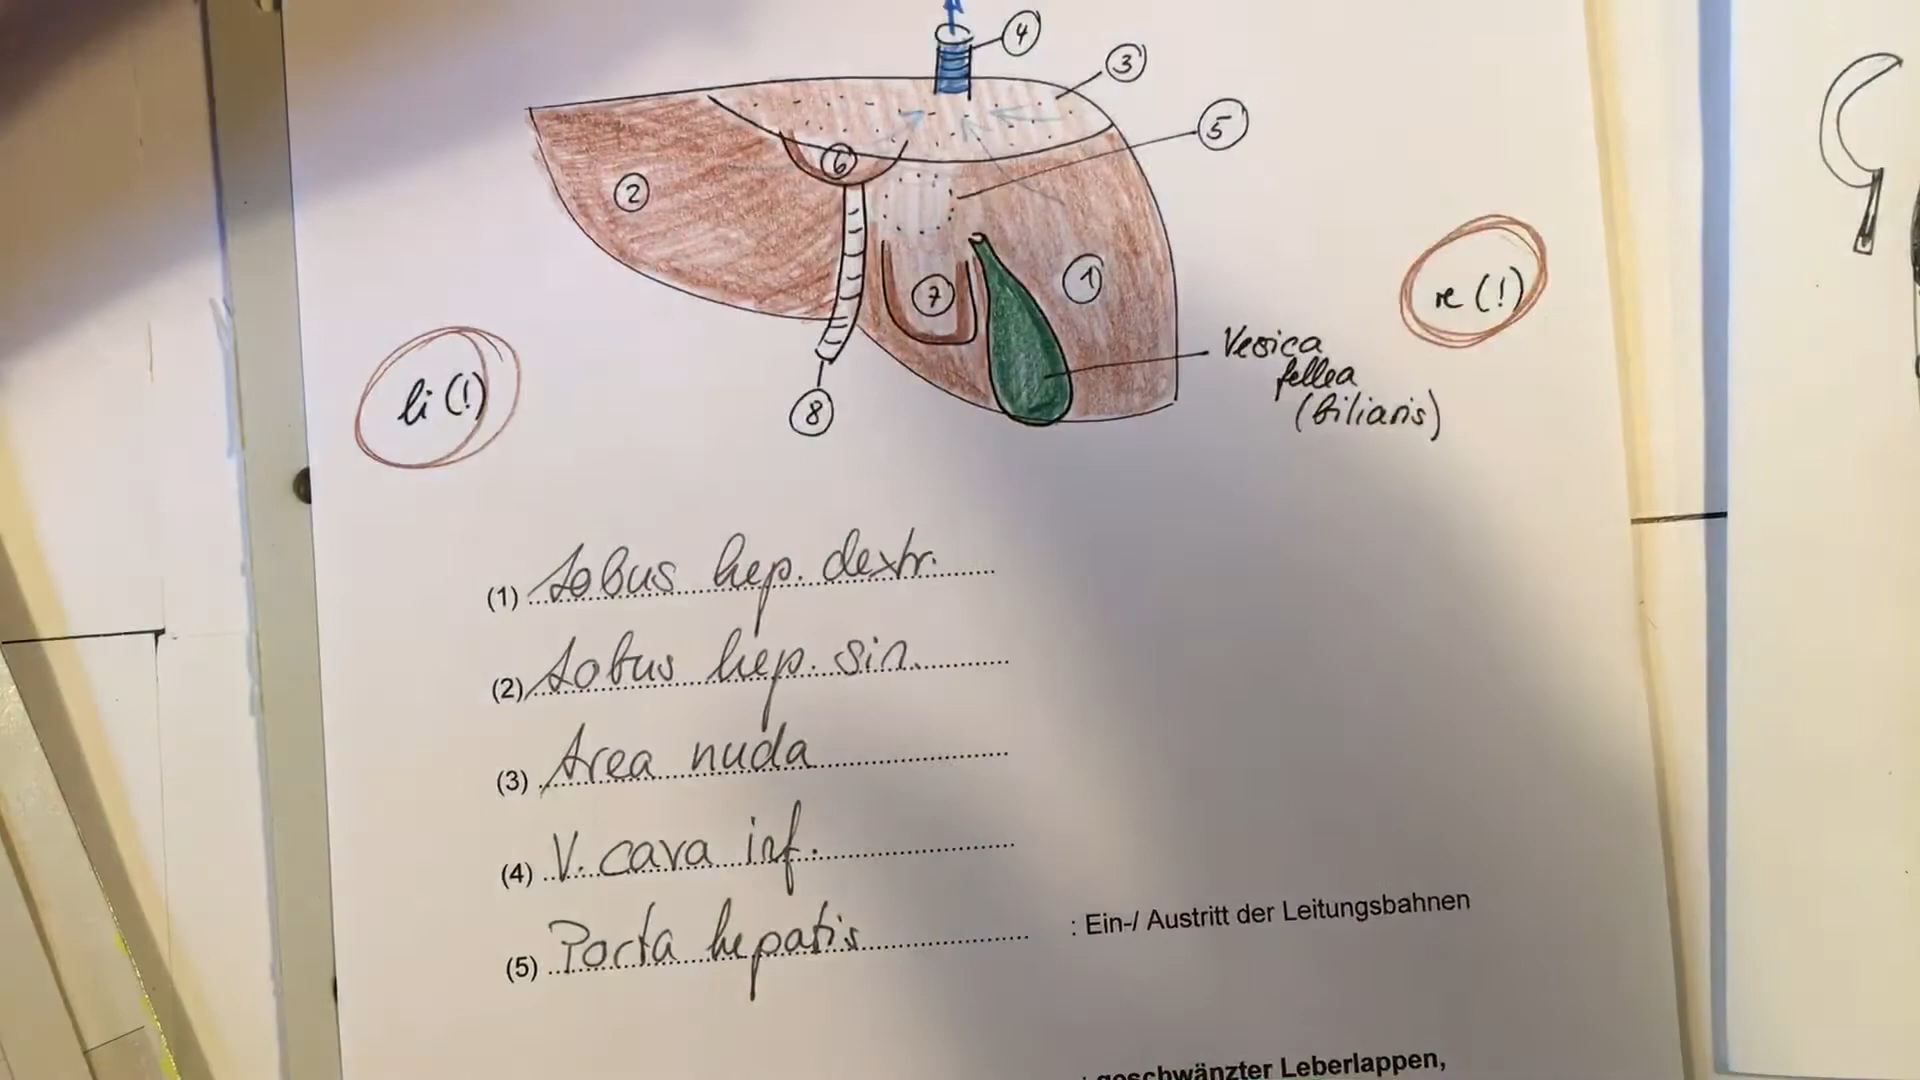 4
3
5
6
2
7
1
re (!)
li (!)
Vesica
fellea
(biliaris)
8
(1) Lobus hep. dextr.
(2) Lobus hep. sin.
(3) Area nuda
(4) V. cava inf.
(5) Porta hepatis : Ein-/ Austritt der Leitungsbahnen
: geschwänzter Leberlappen,